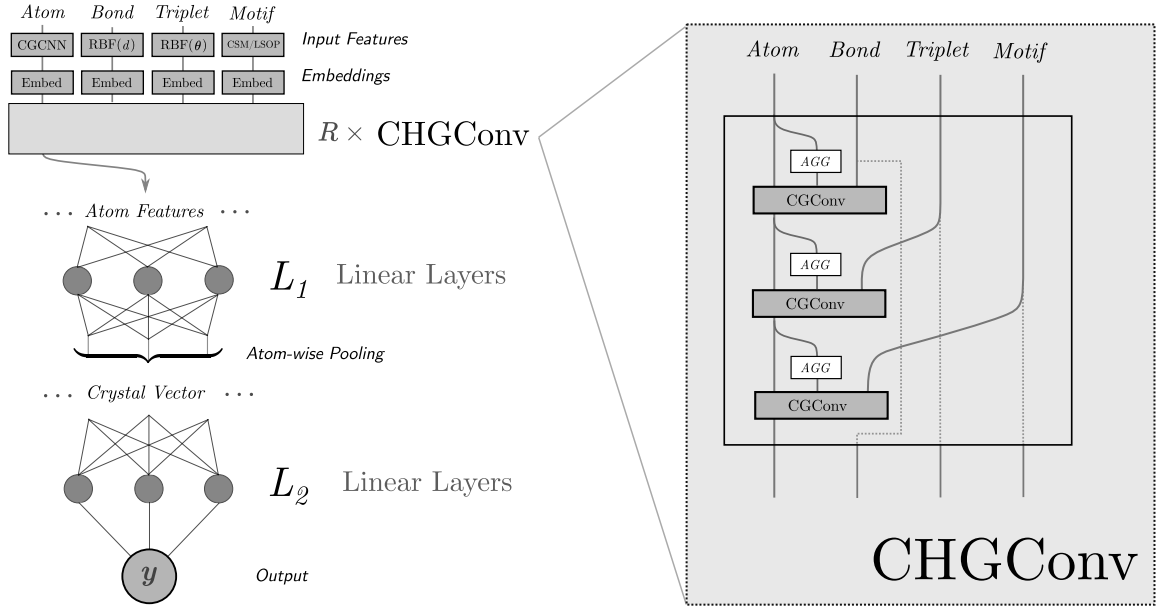 Atom Bond Triplet Motif
CGCNN RBF(d) RBF(θ) CSM/LSOP Input Features
Embed Embed Embed Embed Embeddings
R × CHGConv
... Atom Features ...
L1 Linear Layers
Atom-wise Pooling
... Crystal Vector ...
L2 Linear Layers
y Output
Atom Bond Triplet Motif
AGG
CGConv
AGG
CGConv
AGG
CGConv
CHGConv